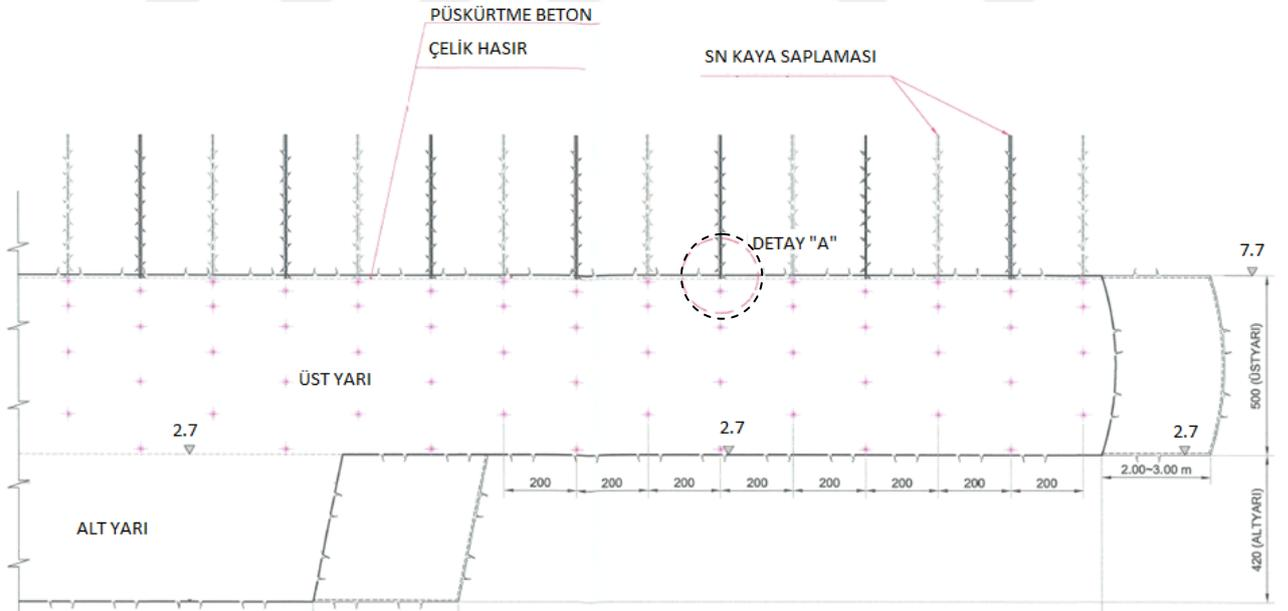 PÜSKÜRTME BETON
ÇELİK HASIR
SN KAYA SAPLAMASI
DETAY "A"
7.7
500 (ÜSTYARI)
ÜST YARI
2.7
2.7
2.7
200 200 200 200 200 200 200 200
2.00~3.00 m
ALT YARI
420 (ALTYARI)